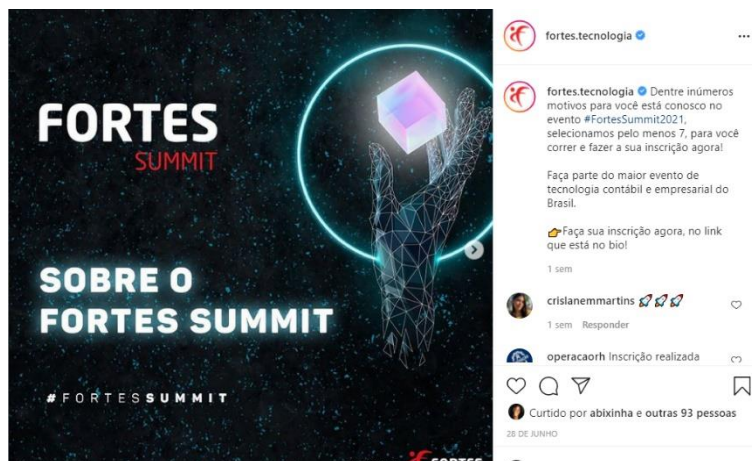 FORTES
SUMMIT
SOBRE O
FORTES SUMMIT
#FORTESSUMMIT
FORTES
fortes.tecnologia
fortes.tecnologia Dentre inúmeros
motivos para você está conosco no
evento #FortesSummit2021,
selecionamos pelo menos 7, para você
correr e fazer a sua inscrição agora!
Faça parte do maior evento de
tecnologia contábil e empresarial do
Brasil.
👉Faça sua inscrição agora, no link
que está no bio!
1 sem
crislanemmartins 🚀🚀🚀
1 sem Responder
operacaorh Inscrição realizada
Curtido por abixinha e outras 93 pessoas
28 DE JUNHO